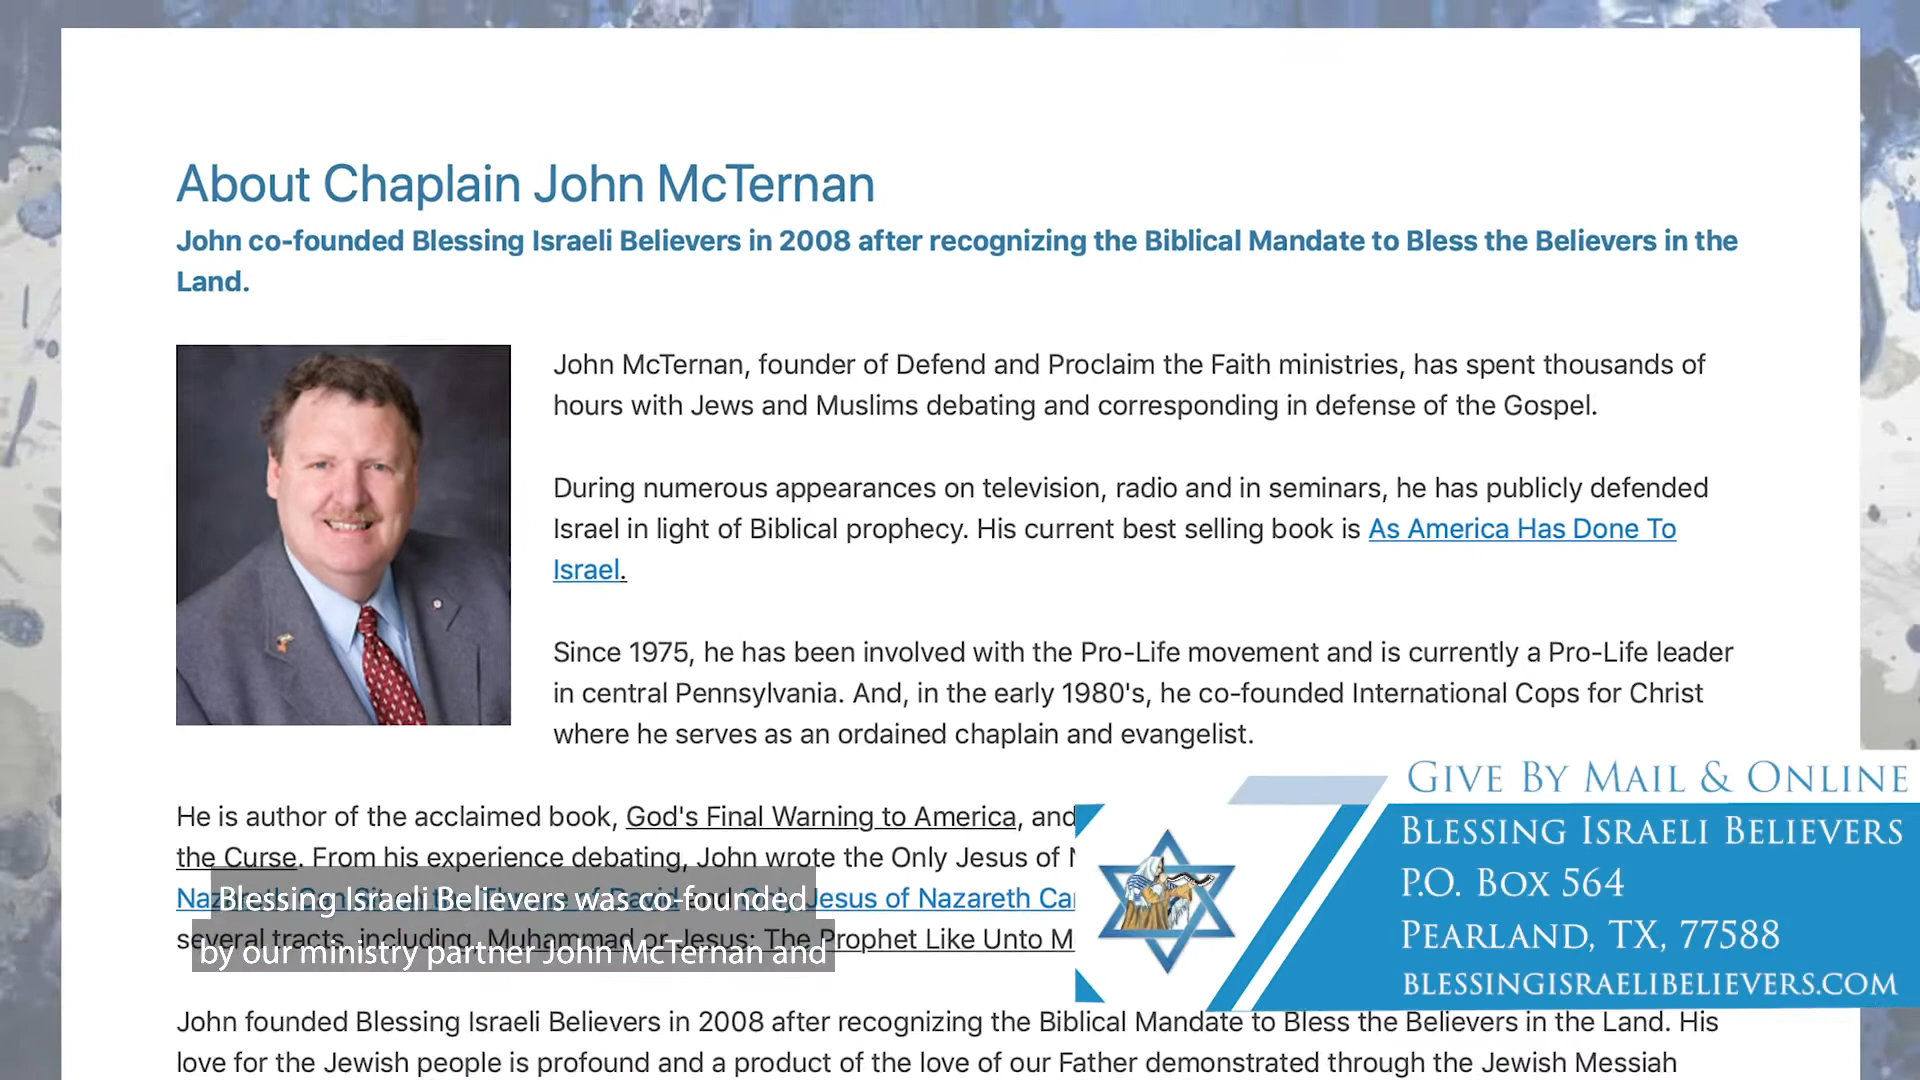 About Chaplain John McTernan
John co-founded Blessing Israeli Believers in 2008 after recognizing the Biblical Mandate to Bless the Believers in the
Land.
John McTernan, founder of Defend and Proclaim the Faith ministries, has spent thousands of
hours with Jews and Muslims debating and corresponding in defense of the Gospel.
During numerous appearances on television, radio and in seminars, he has publicly defended
Israel in light of Biblical prophecy. His current best selling book is As America Has Done To
Israel.
Since 1975, he has been involved with the Pro-Life movement and is currently a Pro-Life leader
in central Pennsylvania. And, in the early 1980's, he co-founded International Cops for Christ
where he serves as an ordained chaplain and evangelist.
He is author of the acclaimed book, God's Final Warning to America, and
the Curse. From his experience debating, John wrote the Only Jesus of
Jesus of Nazareth
several tracts, including, Muhammad or Jesus: The Prophet Like Unto
Blessing Israeli Believers was co-founded
by our ministry partner John McTernan and
John founded Blessing Israeli Believers in 2008 after recognizing the Biblical Mandate to Bless the Believers in the Land. His
love for the Jewish people is profound and a product of the love of our Father demonstrated through the Jewish Messiah
GIVE BY MAIL & ONLINE
BLESSING ISRAELI BELIEVERS
P.O. BOX 564
PEARLAND, TX, 77588
BLESSINGISRAELIBELIEVERS.COM